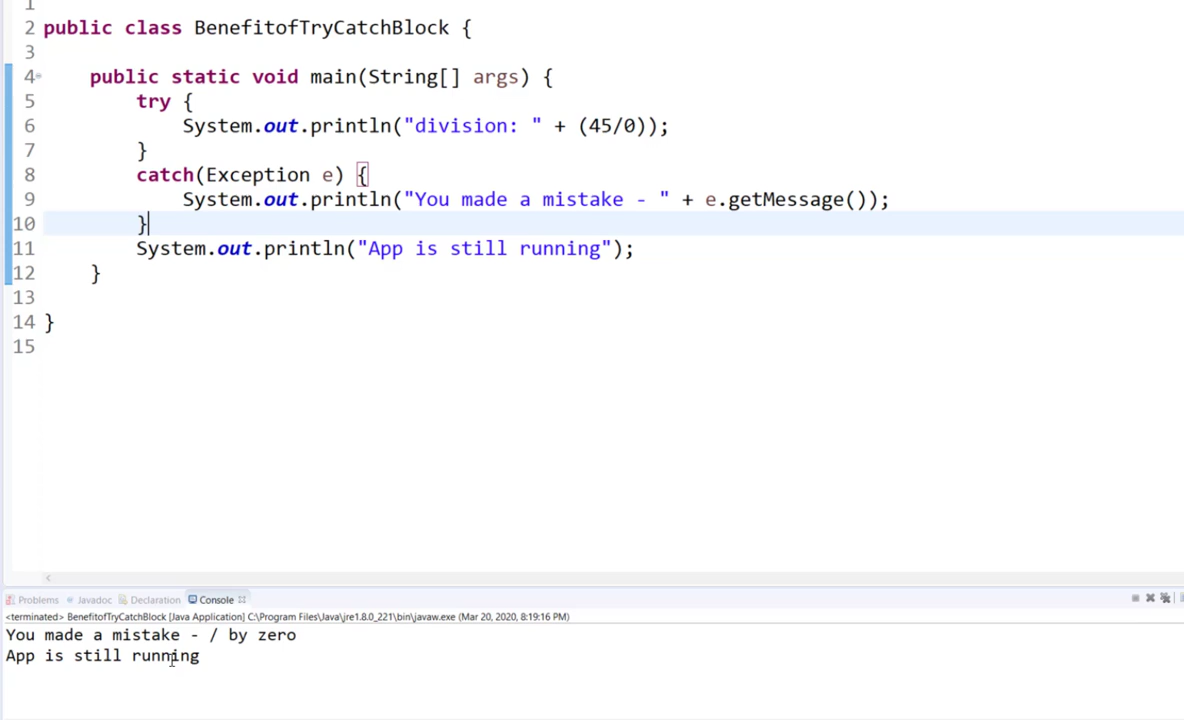 1
2 public class BenefitofTryCatchBlock {
3
4 public static void main(String[] args) {
5 try {
6 System.out.println("division: " + (45/0));
7 }
8 catch(Exception e) {
9 System.out.println("You made a mistake - " + e.getMessage());
10 }
11 System.out.println("App is still running");
12 }
13
14 }
15
Problems Javadoc Declaration Console
<terminated> BenefitofTryCatchBlock [Java Application] C:\Program Files\Java\jre1.8.0_221\bin\javaw.exe (Mar 20, 2020, 8:19:16 PM)
You made a mistake - / by zero
App is still running